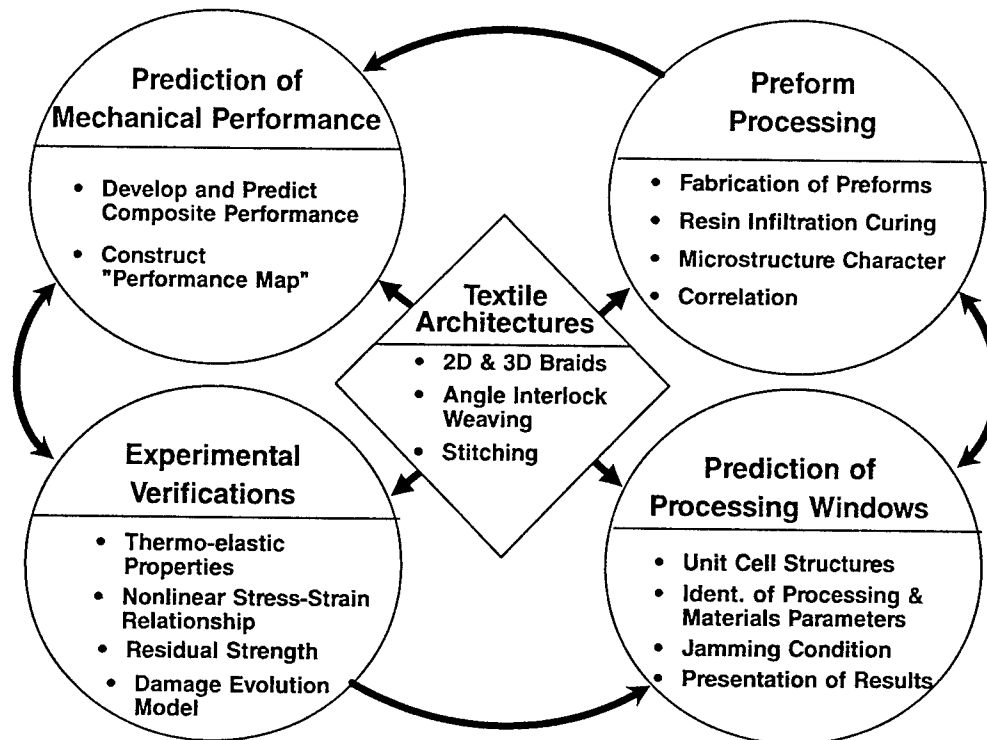 Prediction of
Mechanical Performance
• Develop and Predict
Composite Performance
• Construct
"Performance Map"
Preform
Processing
• Fabrication of Preforms
• Resin Infiltration Curing
• Microstructure Character
• Correlation
Textile
Architectures
• 2D & 3D Braids
• Angle Interlock
Weaving
• Stitching
Experimental
Verifications
• Thermo-elastic
Properties
• Nonlinear Stress-Strain
Relationship
• Residual Strength
• Damage Evolution
Model
Prediction of
Processing Windows
• Unit Cell Structures
• Ident. of Processing &
Materials Parameters
• Jamming Condition
• Presentation of Results